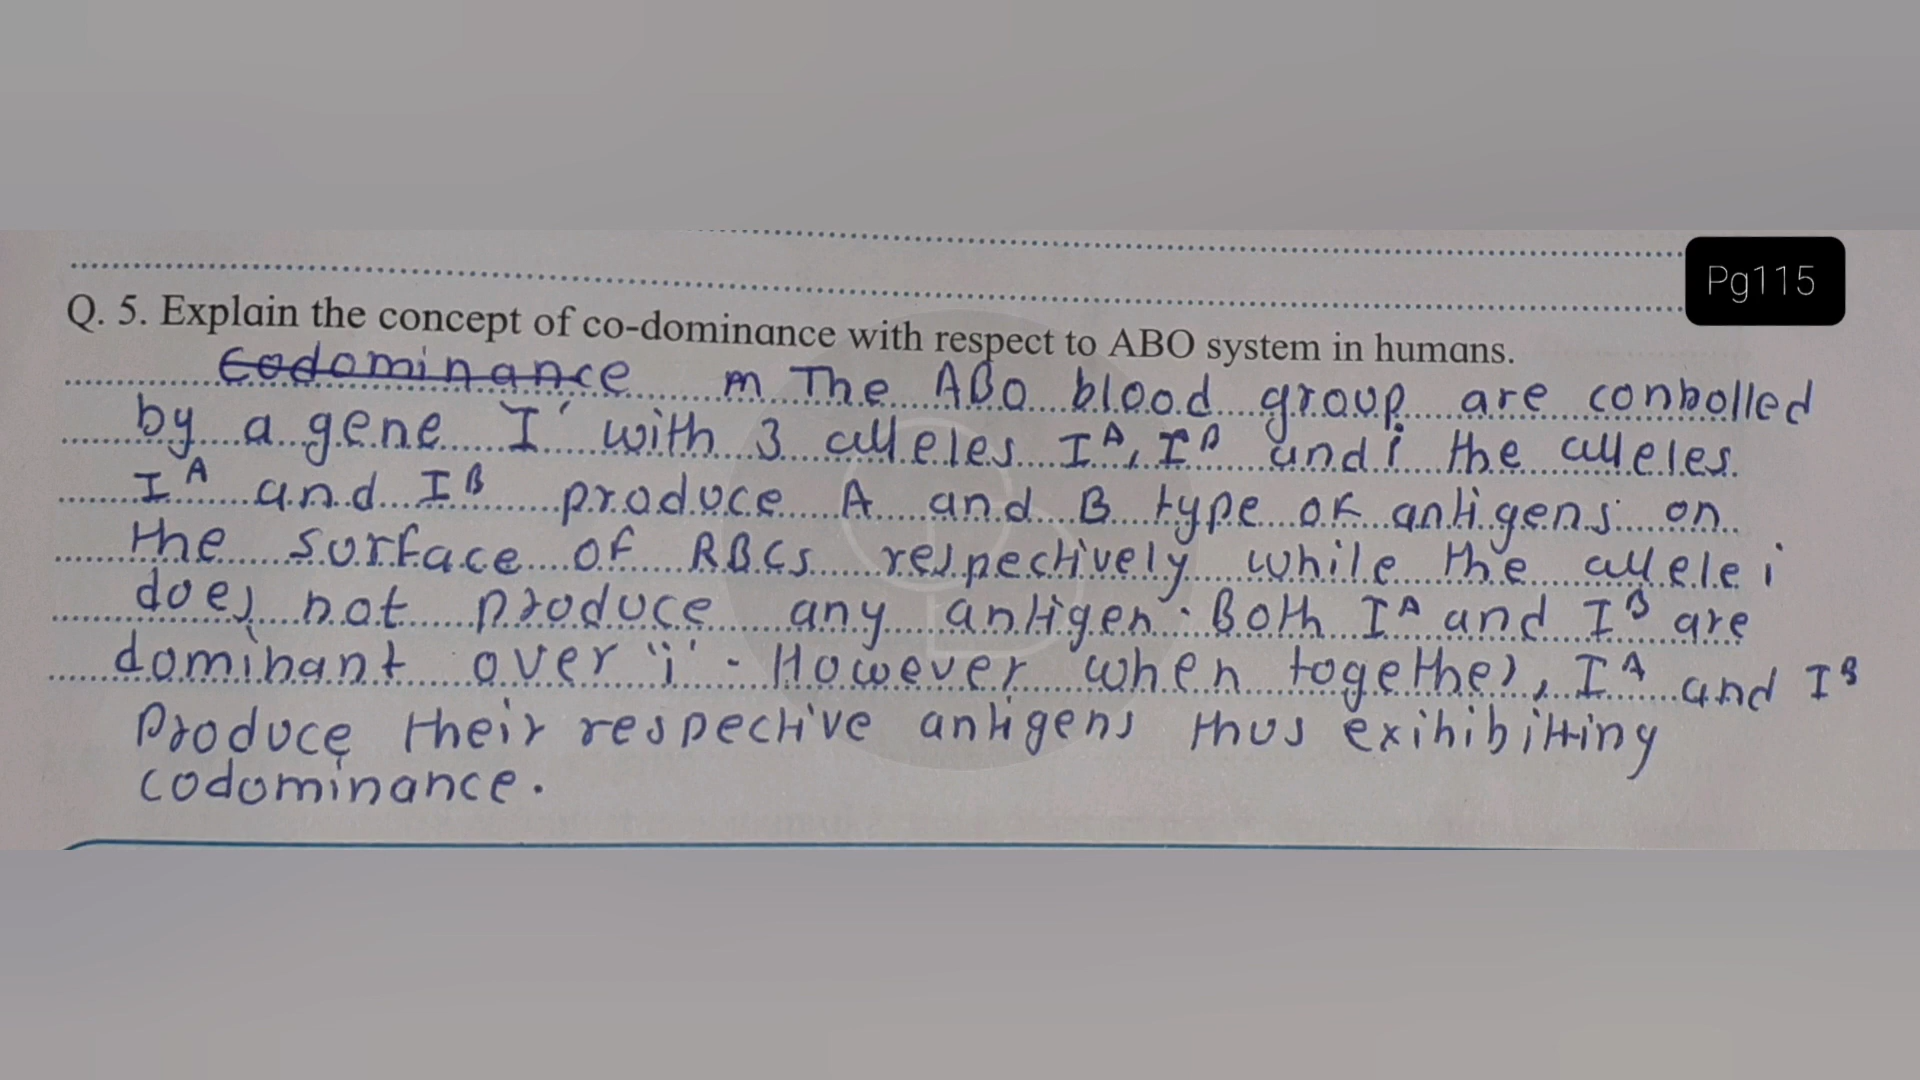 Pg115
Q. 5. Explain the concept of co-dominance with respect to ABO system in humans.
Codominance m The ABO blood group are conbolled
by a gene I' with 3 alleles Iᴬ, Iᴮ and i the alleles.
Iᴬ and Iᴮ produce A and B type of antigens on
the surface of RBCs respectively while the allele i
does not produce any antigen. Both Iᴬ and Iᴮ are
dominant over 'i'. However when together, Iᴬ and Iᴮ
Produce their respective antigens thus exihibitting
codominance.